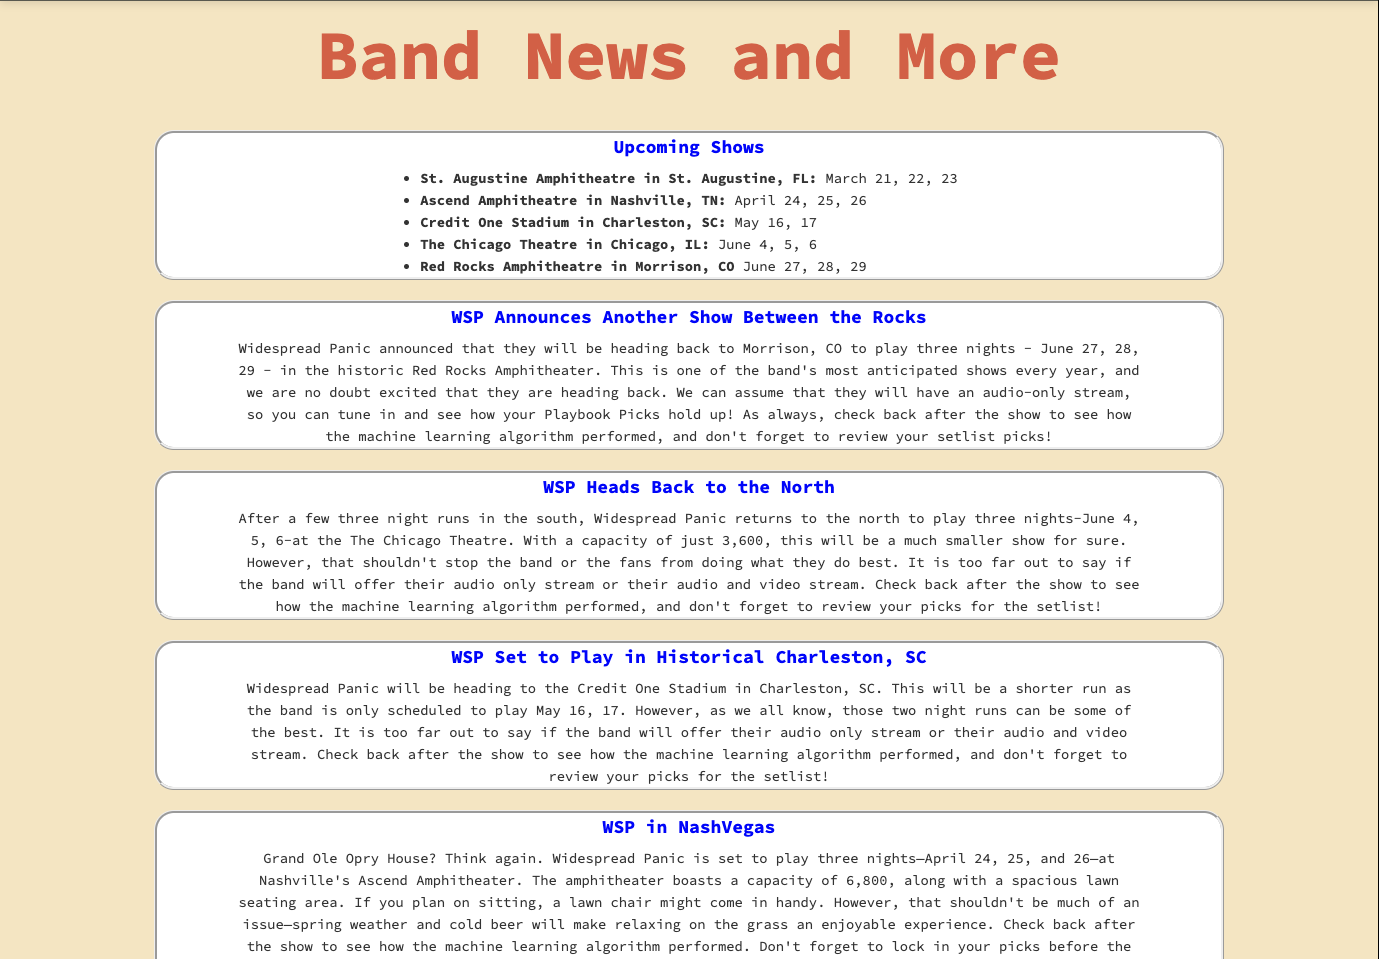 Band News and More
Upcoming Shows
• St. Augustine Amphitheatre in St. Augustine, FL: March 21, 22, 23
• Ascend Amphitheatre in Nashville, TN: April 24, 25, 26
• Credit One Stadium in Charleston, SC: May 16, 17
• The Chicago Theatre in Chicago, IL: June 4, 5, 6
• Red Rocks Amphitheatre in Morrison, CO June 27, 28, 29
WSP Announces Another Show Between the Rocks
Widespread Panic announced that they will be heading back to Morrison, CO to play three nights - June 27, 28,
29 - in the historic Red Rocks Amphitheater. This is one of the band's most anticipated shows every year, and
we are no doubt excited that they are heading back. We can assume that they will have an audio-only stream,
so you can tune in and see how your Playbook Picks hold up! As always, check back after the show to see how
the machine learning algorithm performed, and don't forget to review your setlist picks!
WSP Heads Back to the North
After a few three night runs in the south, Widespread Panic returns to the north to play three nights-June 4,
5, 6-at the The Chicago Theatre. With a capacity of just 3,600, this will be a much smaller show for sure.
However, that shouldn't stop the band or the fans from doing what they do best. It is too far out to say if
the band will offer their audio only stream or their audio and video stream. Check back after the show to see
how the machine learning algorithm performed, and don't forget to review your picks for the setlist!
WSP Set to Play in Historical Charleston, SC
Widespread Panic will be heading to the Credit One Stadium in Charleston, SC. This will be a shorter run as
the band is only scheduled to play May 16, 17. However, as we all know, those two night runs can be some of
the best. It is too far out to say if the band will offer their audio only stream or their audio and video
stream. Check back after the show to see how the machine learning algorithm performed, and don't forget to
review your picks for the setlist!
WSP in NashVegas
Grand Ole Opry House? Think again. Widespread Panic is set to play three nights—April 24, 25, and 26—at
Nashville's Ascend Amphitheater. The amphitheater boasts a capacity of 6,800, along with a spacious lawn
seating area. If you plan on sitting, a lawn chair might come in handy. However, that shouldn't be much of an
issue—spring weather and cold beer will make relaxing on the grass an enjoyable experience. Check back after
the show to see how the machine learning algorithm performed. Don't forget to lock in your picks before the